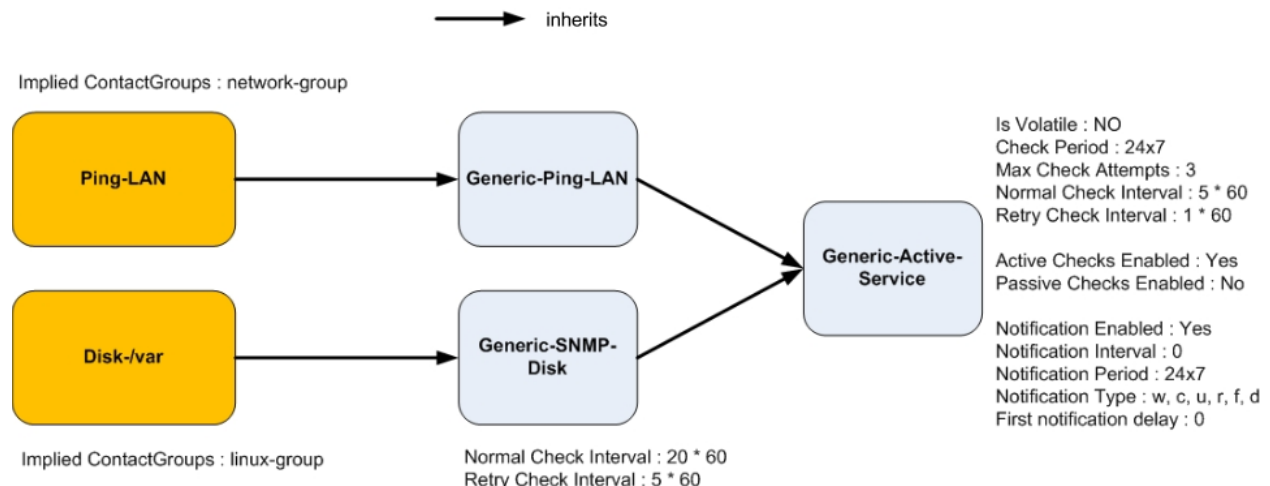 inherits
Implied ContactGroups : network-group
Ping-LAN
Generic-Ping-LAN
Is Volatile : NO
Check Period : 24x7
Max Check Attempts : 3
Normal Check Interval : 5 * 60
Retry Check Interval : 1 * 60
Generic-Active-
Service
Active Checks Enabled : Yes
Passive Checks Enabled : No
Notification Enabled : Yes
Notification Interval : 0
Notification Period : 24x7
Notification Type : w, c, u, r, f, d
First notification delay : 0
Disk-/var
Generic-SNMP-
Disk
Implied ContactGroups : linux-group
Normal Check Interval : 20 * 60
Retry Check Interval : 5 * 60